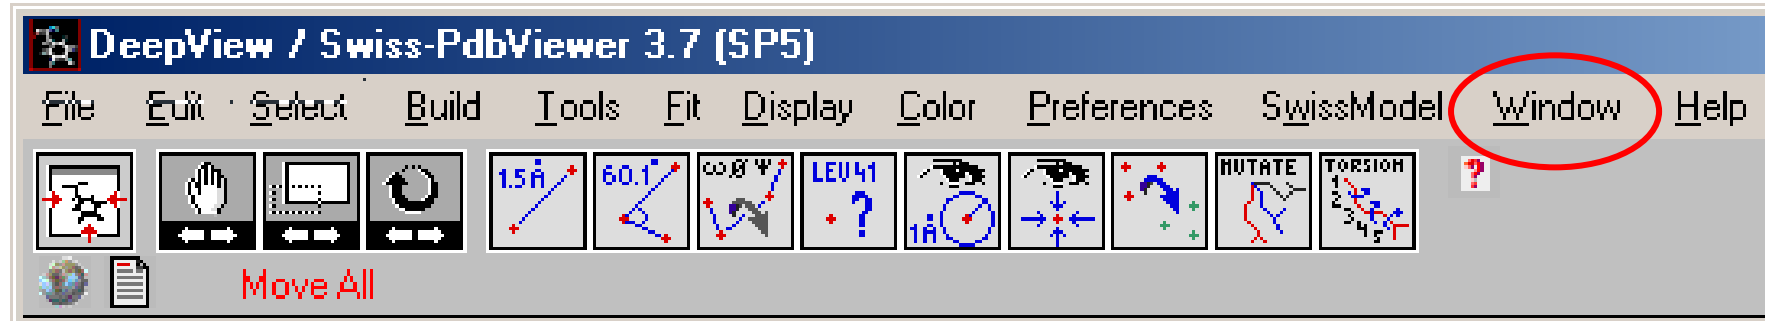 DeepView / Swiss-PdbViewer 3.7 (SP5)
File Edit Select Build Tools Fit Display Color Preferences SwissModel Window Help
1.5 Å 60.1° ω Ø Ψ LEU41 ? 1Å MUTATE TORSION 1 2 3 4 5 ?
Move All